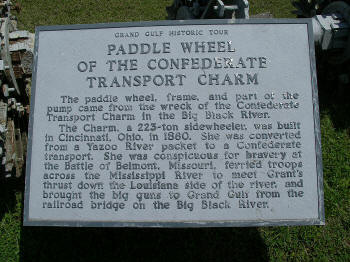 GRAND GULF HISTORIC TOUR
PADDLE WHEEL
OF THE CONFEDERATE
TRANSPORT CHARM
The paddle wheel, frame, and part of the
pump came from the wreck of the Confederate
Transport Charm in the Big Black River.
The Charm, a 223-ton sidewheeler, was built
in Cincinnati, Ohio, in 1860. She was converted
from a Yazoo River packet to a Confederate
transport. She was conspicuous for bravery at
the Battle of Belmont, Missouri, ferried troops
across the Mississippi River to meet Grant's
thrust down the Louisiana side of the river, and
brought the big guns to Grand Gulf from the
railroad bridge on the Big Black River.